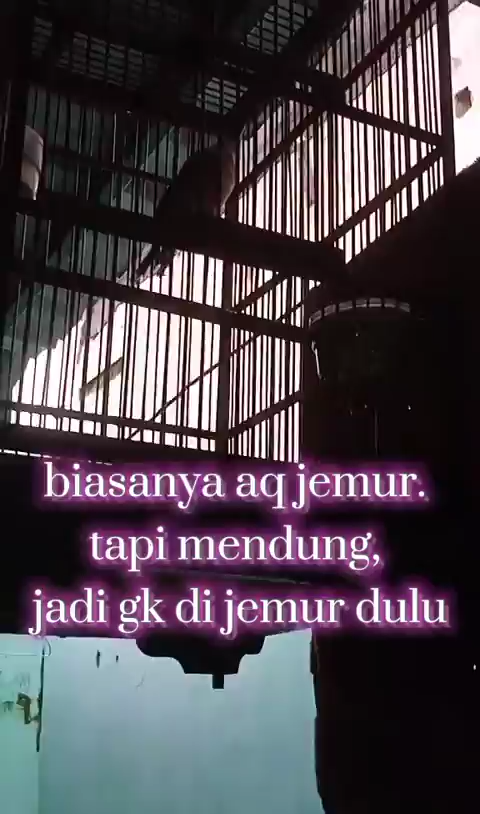 biasanya aq jemur.
tapi mendung,
jadi gk di jemur dulu